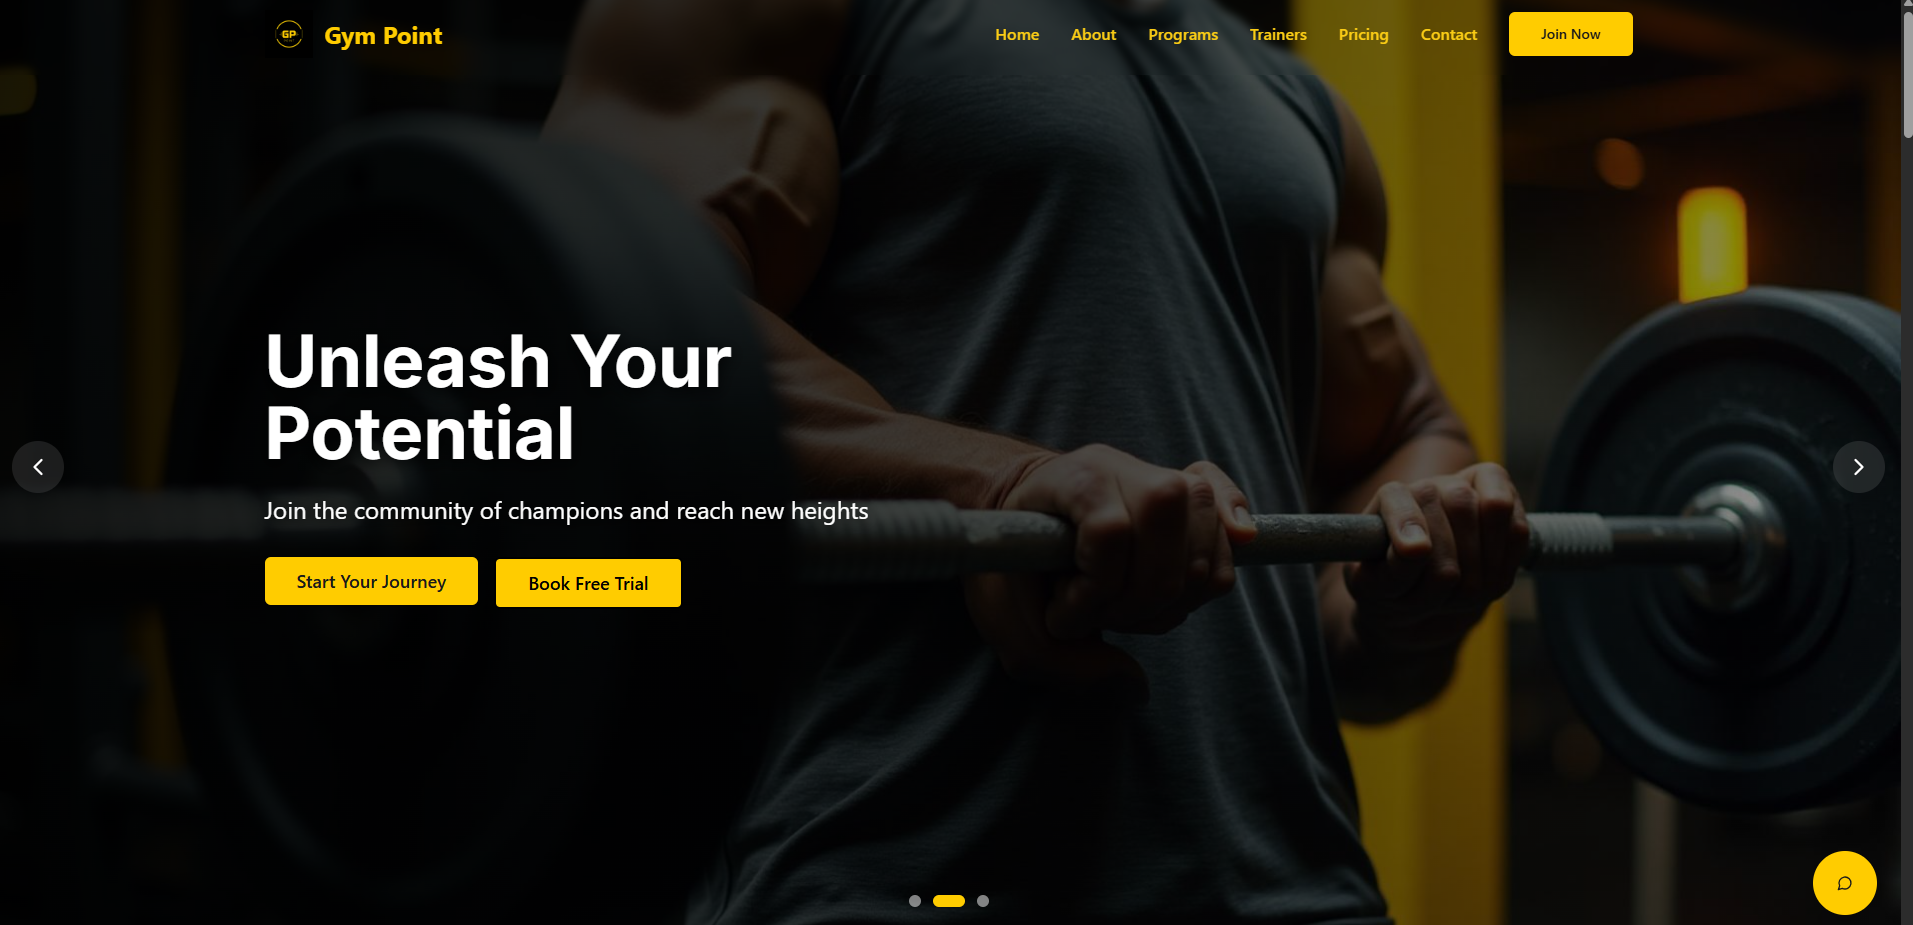 GP
Gym Point
Home
About
Programs
Trainers
Pricing
Contact
Join Now
Unleash Your
Potential
Join the community of champions and reach new heights
Start Your Journey
Book Free Trial